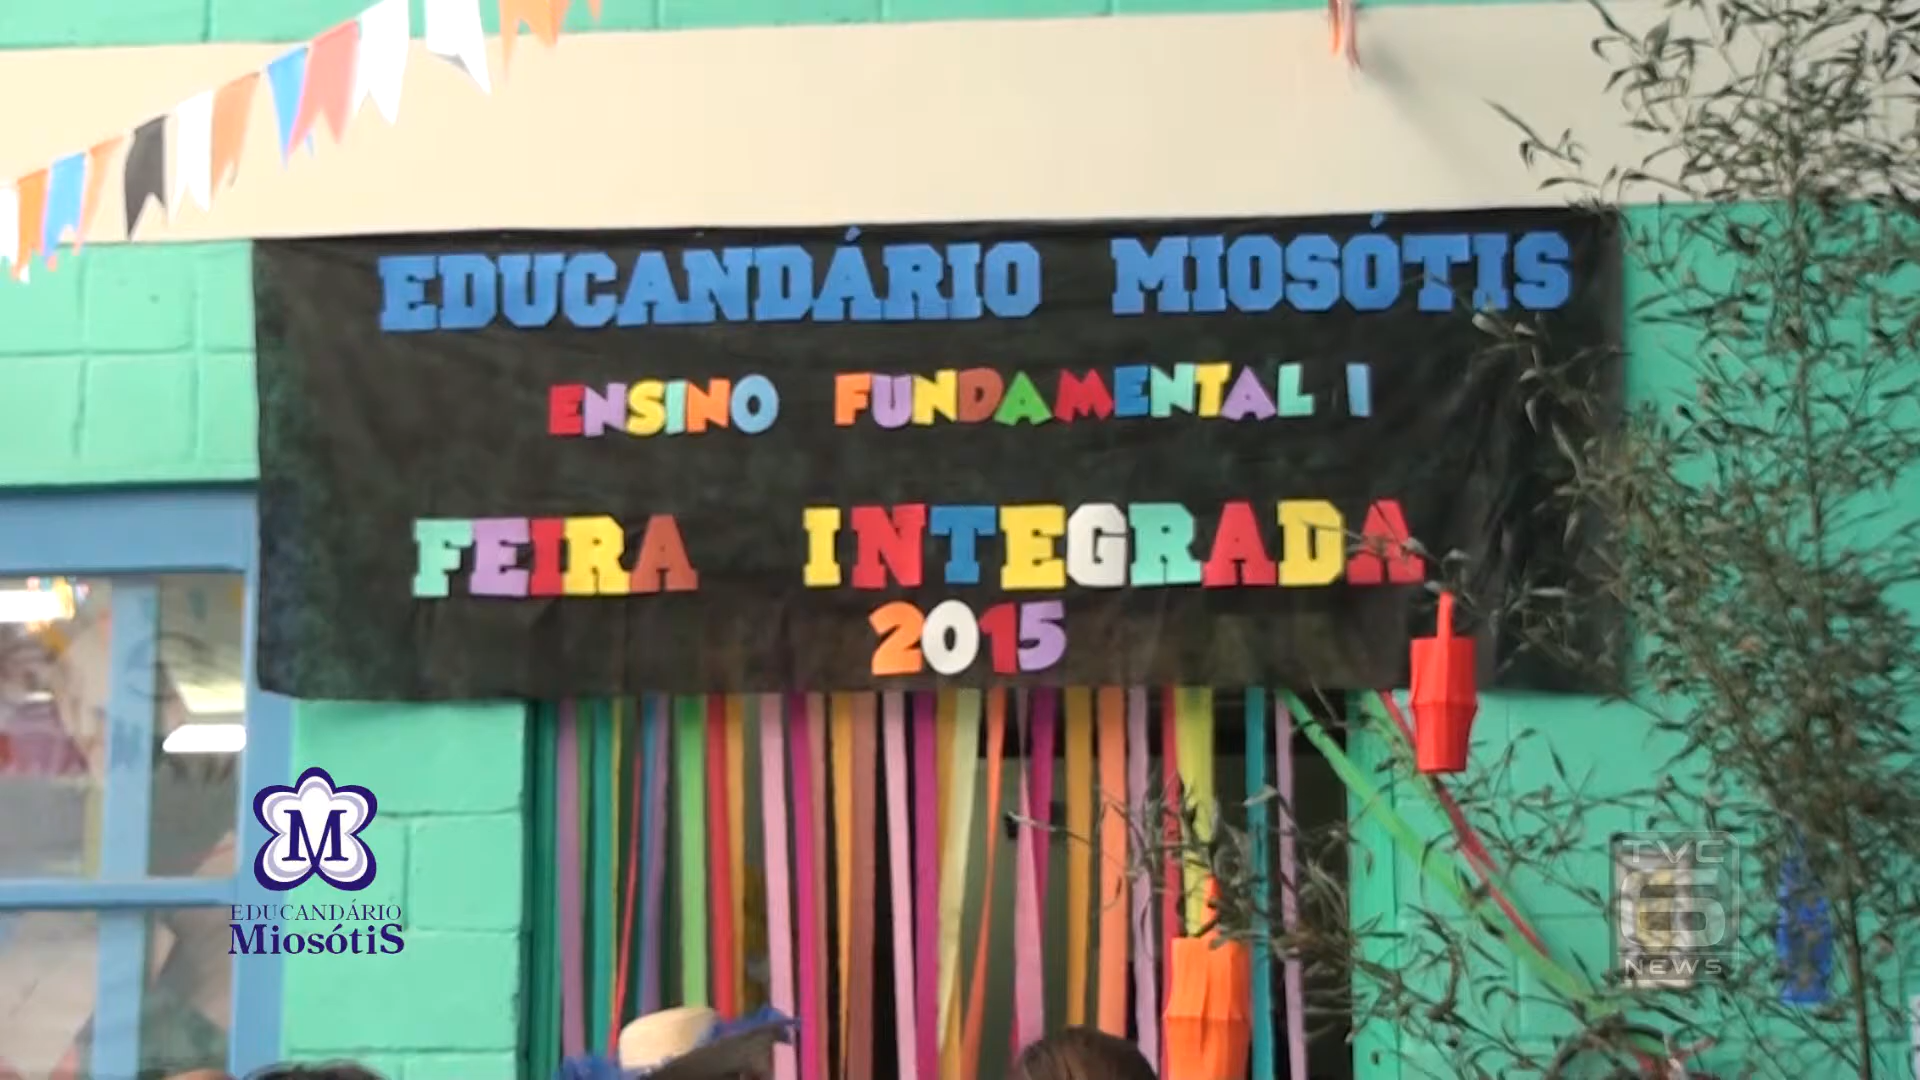 EDUCANDÁRIO MIOSÓTIS
ENSINO FUNDAMENTAL I
FEIRA INTEGRADA
2015
M
EDUCANDÁRIO
MiosótiS
TVC
6
NEWS